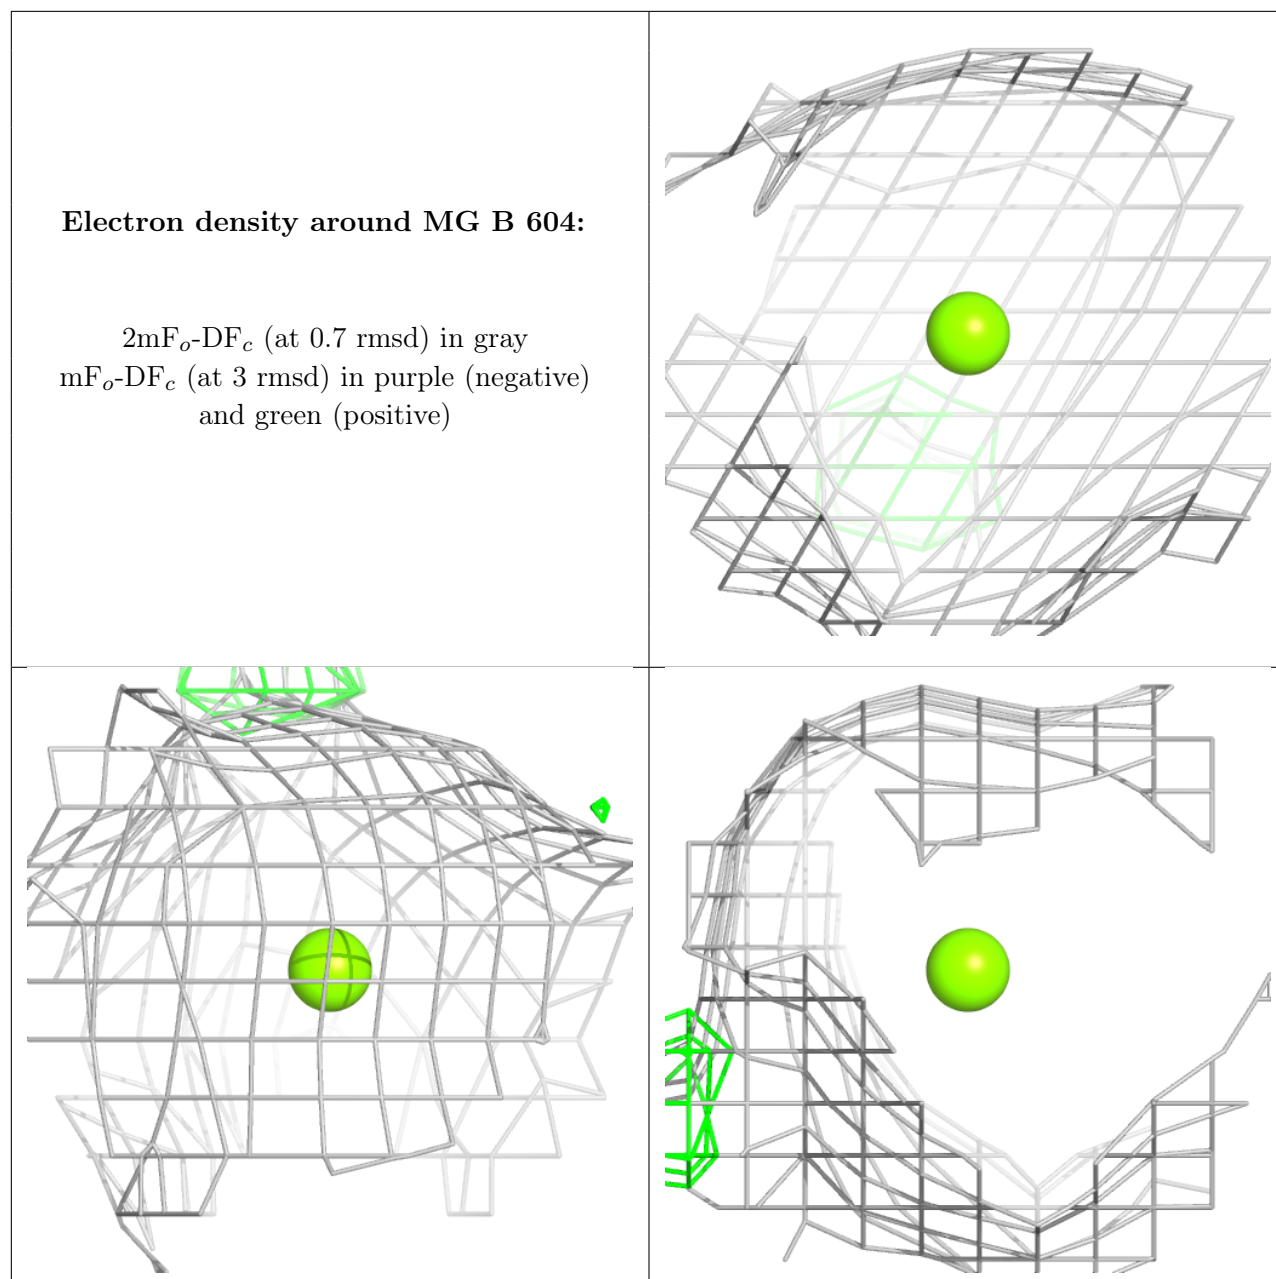 Electron density around MG B 604:
2mFo-DFc (at 0.7 rmsd) in gray
mFo-DFc (at 3 rmsd) in purple (negative)
and green (positive)